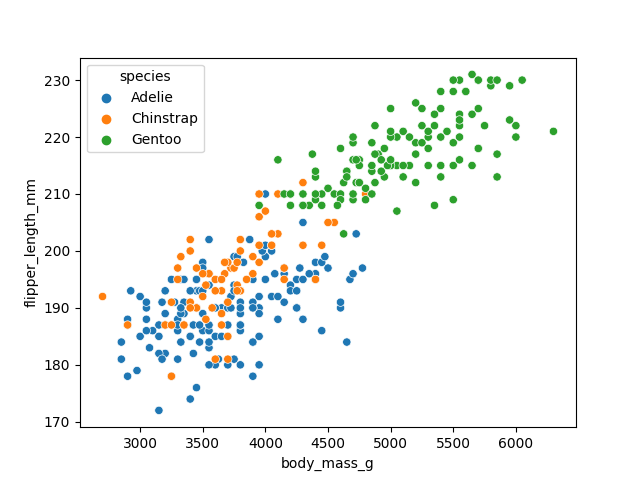 species
Adelie
Chinstrap
Gentoo
230
220
210
200
190
180
170
flipper_length_mm
3000 3500 4000 4500 5000 5500 6000
body_mass_g